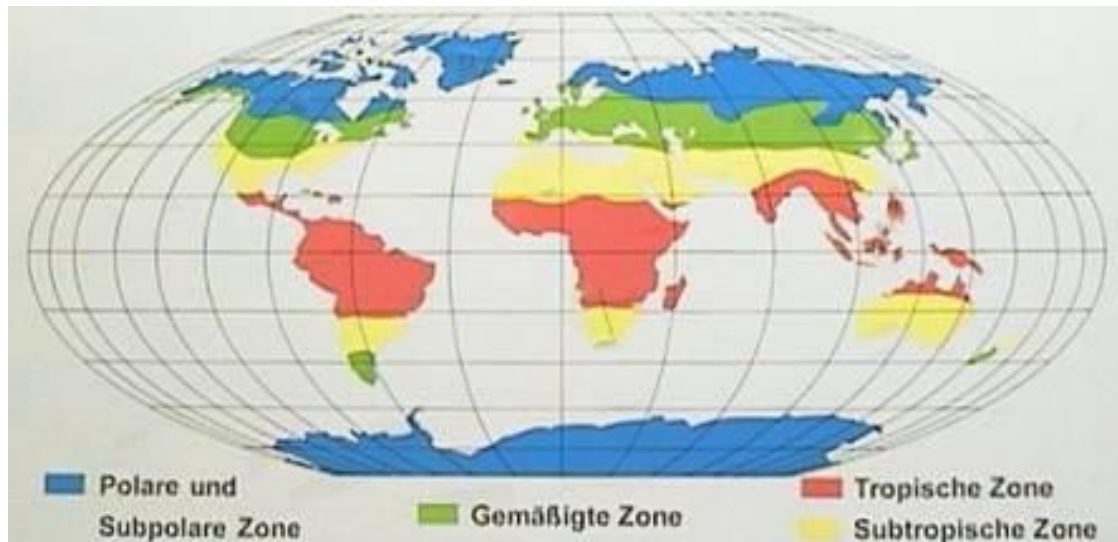 Polare und
Subpolare Zone
Gemäßigte Zone
Tropische Zone
Subtropische Zone